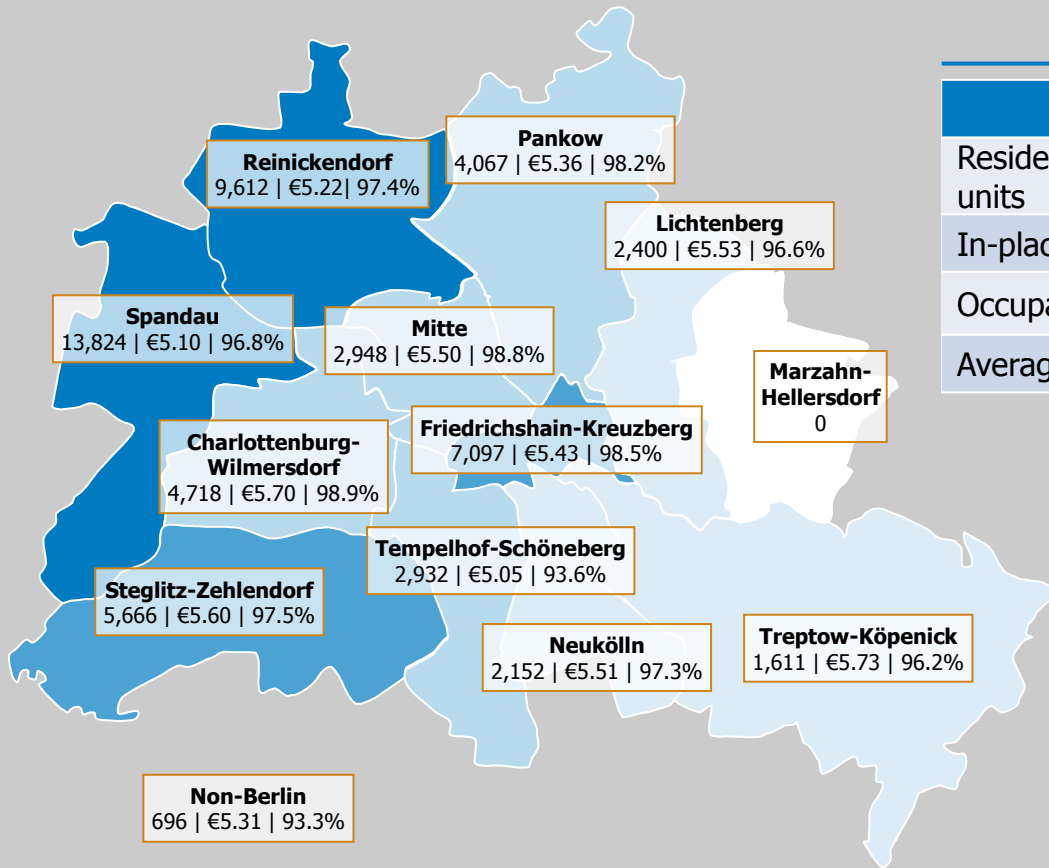 Pankow
4,067 | €5.36 | 98.2%
Reinickendorf
9,612 | €5.22| 97.4%
Lichtenberg
2,400 | €5.53 | 96.6%
Spandau
13,824 | €5.10 | 96.8%
Mitte
2,948 | €5.50 | 98.8%
Marzahn-
Hellersdorf
0
Friedrichshain-Kreuzberg
7,097 | €5.43 | 98.5%
Charlottenburg-
Wilmersdorf
4,718 | €5.70 | 98.9%
Tempelhof-Schöneberg
2,932 | €5.05 | 93.6%
Steglitz-Zehlendorf
5,666 | €5.60 | 97.5%
Neukölln
2,152 | €5.51 | 97.3%
Treptow-Köpenick
1,611 | €5.73 | 96.2%
Non-Berlin
696 | €5.31 | 93.3%
units